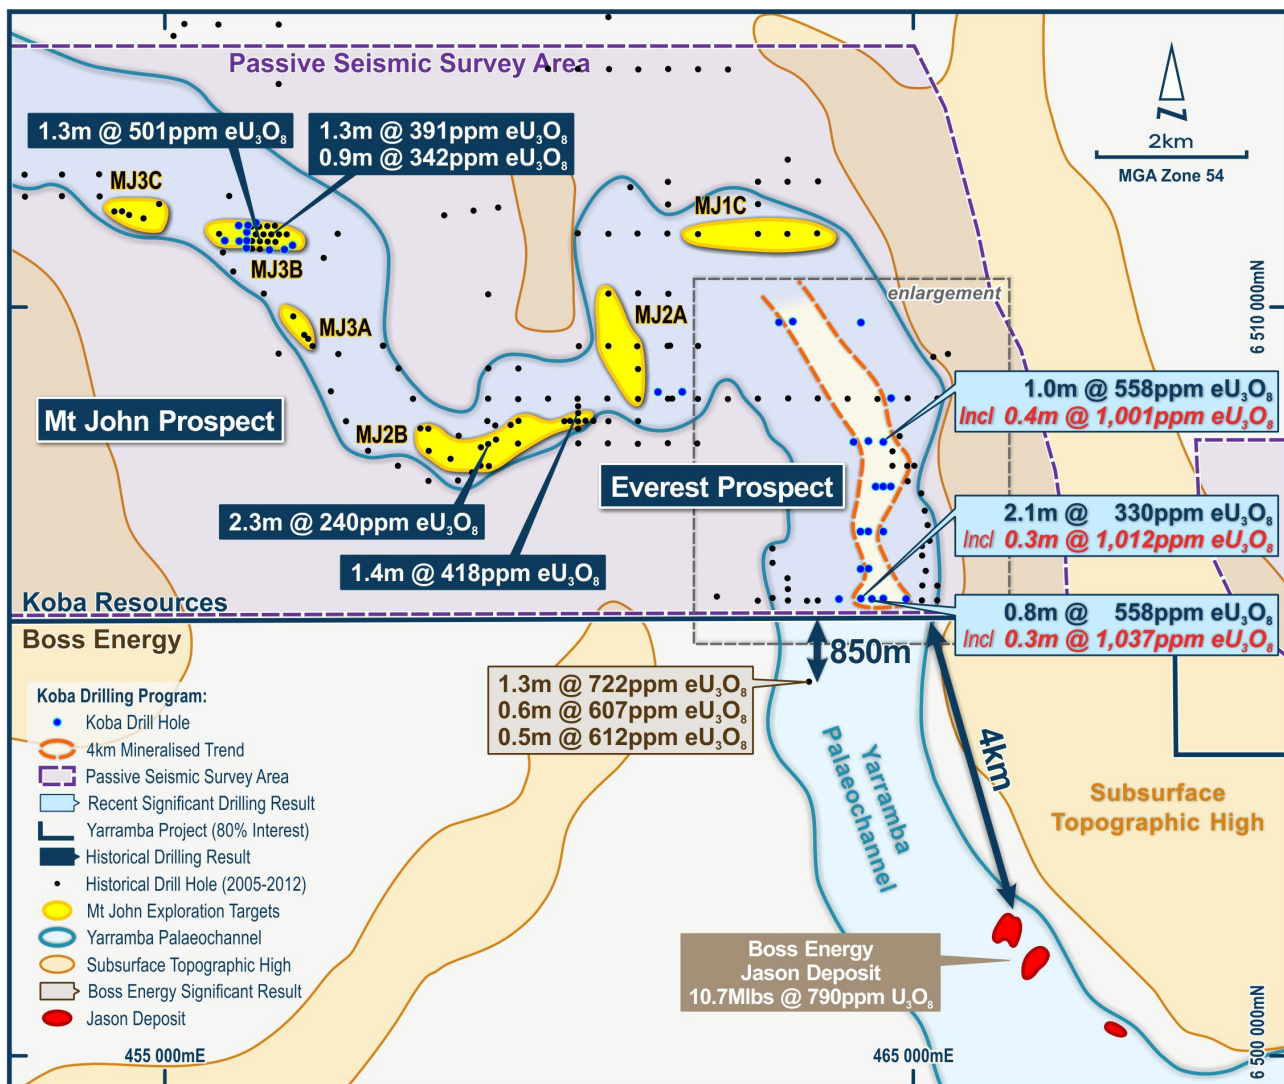 Passive Seismic Survey Area
1.3m @ 501ppm eU₃O₈
1.3m @ 391ppm eU₃O₈
0.9m @ 342ppm eU₃O₈
N
2km
MGA Zone 54
MJ3C
MJ3B
MJ1C
MJ3A
MJ2A
enlargement
6 510 000mN
1.0m @ 558ppm eU₃O₈
Incl 0.4m @ 1,001ppm eU₃O₈
Mt John Prospect
MJ2B
Everest Prospect
2.3m @ 240ppm eU₃O₈
1.4m @ 418ppm eU₃O₈
2.1m @ 330ppm eU₃O₈
Incl 0.3m @ 1,012ppm eU₃O₈
0.8m @ 558ppm eU₃O₈
Incl 0.3m @ 1,037ppm eU₃O₈
Koba Resources
Boss Energy
850m
1.3m @ 722ppm eU₃O₈
0.6m @ 607ppm eU₃O₈
0.5m @ 612ppm eU₃O₈
4km
Yarramba
Palaeochannel
Subsurface
Topographic High
Koba Drilling Program:
Koba Drill Hole
4km Mineralised Trend
Passive Seismic Survey Area
Recent Significant Drilling Result
Yarramba Project (80% Interest)
Historical Drilling Result
Historical Drill Hole (2005-2012)
Mt John Exploration Targets
Yarramba Palaeochannel
Subsurface Topographic High
Boss Energy Significant Result
Jason Deposit
Boss Energy
Jason Deposit
10.7Mlbs @ 790ppm U₃O₈
455 000mE
465 000mE
6 500 000mN